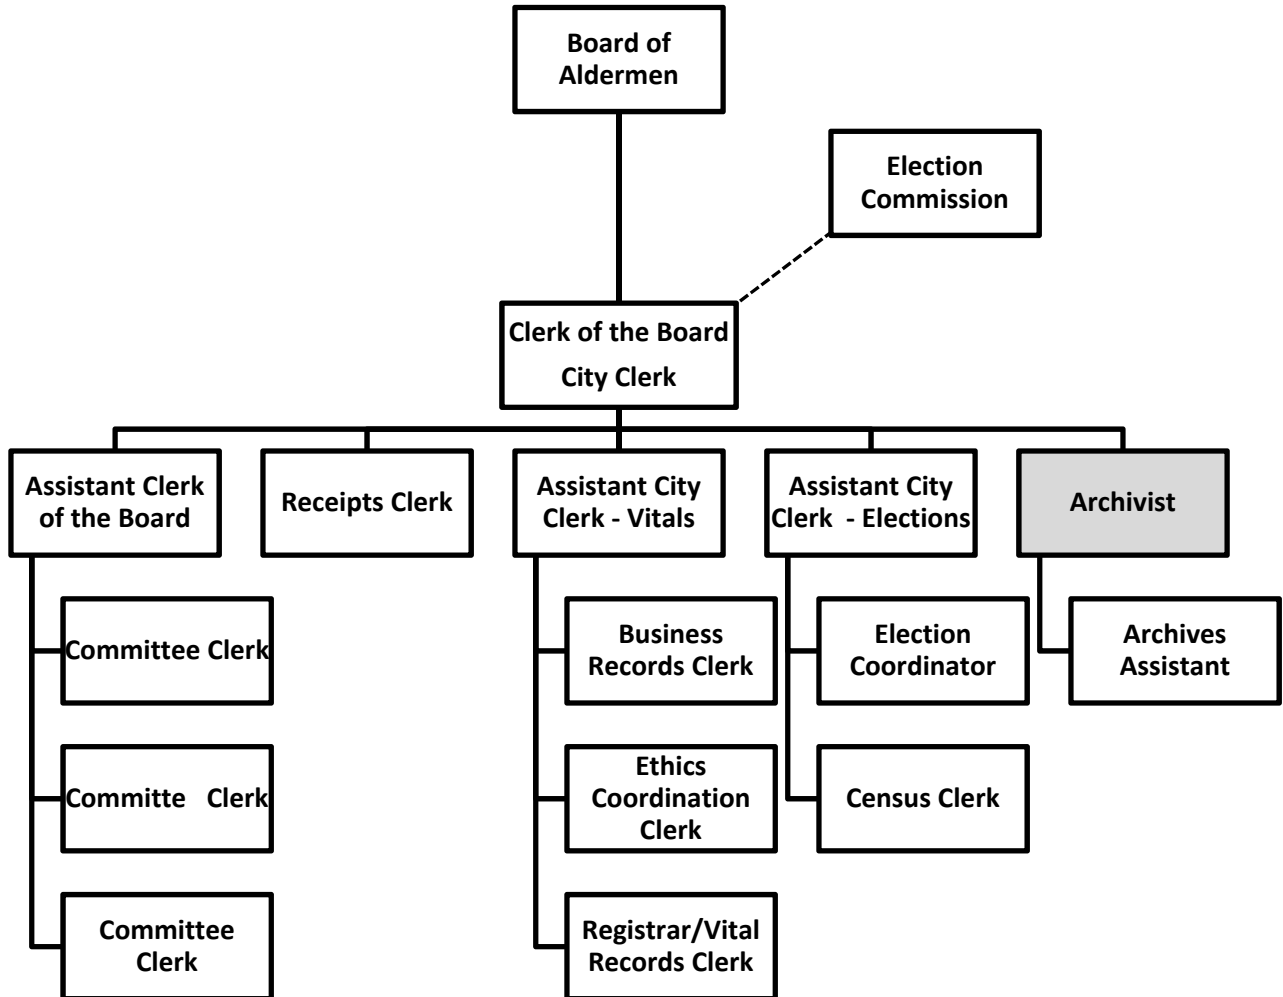 Board of
Aldermen
Election
Commission
Clerk of the Board
City Clerk
Assistant Clerk
of the Board
Receipts Clerk
Assistant City
Clerk - Vitals
Assistant City
Clerk  - Elections
Archivist
Committee Clerk
Business
Records Clerk
Election
Coordinator
Archives
Assistant
Committe   Clerk
Ethics
Coordination
Clerk
Census Clerk
Committee
Clerk
Registrar/Vital
Records Clerk